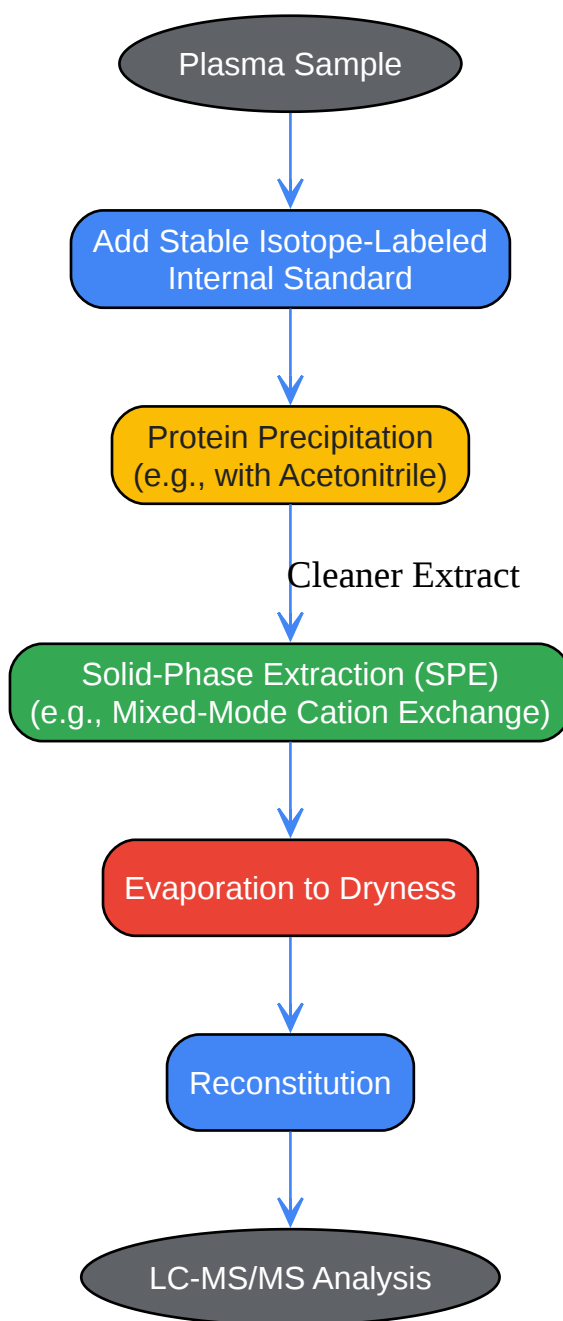 Plasma Sample
Add Stable Isotope-Labeled
Internal Standard
Protein Precipitation
(e.g., with Acetonitrile)
Cleaner Extract
Solid-Phase Extraction (SPE)
(e.g., Mixed-Mode Cation Exchange)
Evaporation to Dryness
Reconstitution
LC-MS/MS Analysis